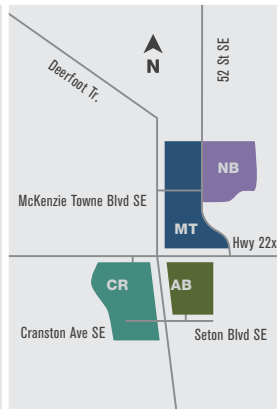 N
Deerfoot Tr.
52 St SE
NB
McKenzie Towne Blvd SE
MT
Hwy 22x
CR
AB
Cranston Ave SE
Seton Blvd SE